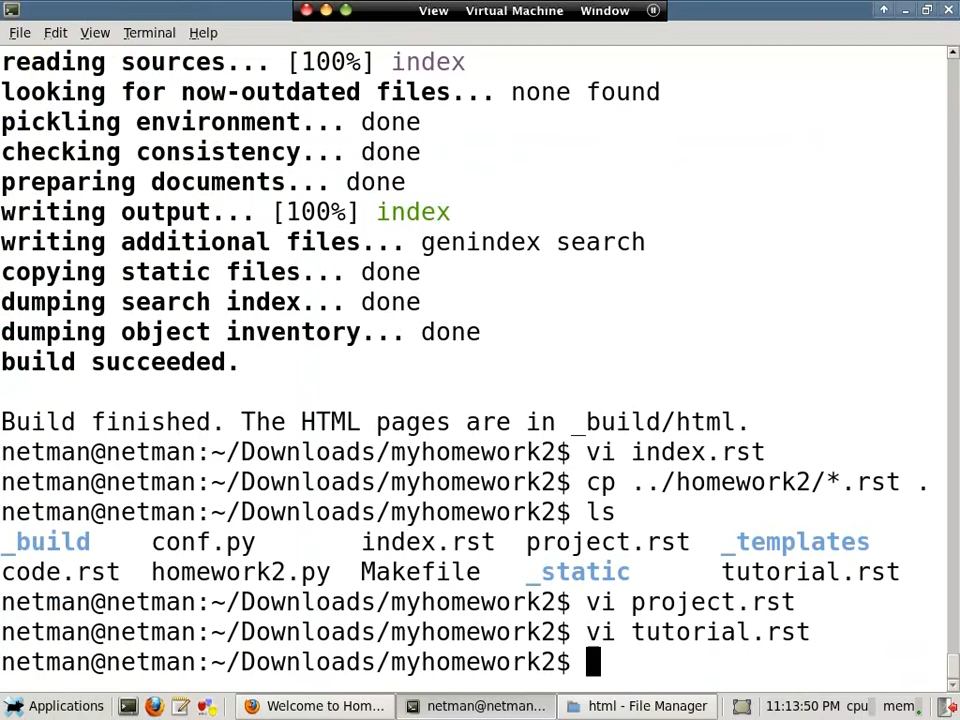 View Virtual Machine Window
File Edit View Terminal Help
reading sources... [100%] index
looking for now-outdated files... none found
pickling environment... done
checking consistency... done
preparing documents... done
writing output... [100%] index
writing additional files... genindex search
copying static files... done
dumping search index... done
dumping object inventory... done
build succeeded.
Build finished. The HTML pages are in _build/html.
netman@netman:~/Downloads/myhomework2$ vi index.rst
netman@netman:~/Downloads/myhomework2$ cp ../homework2/*.rst .
netman@netman:~/Downloads/myhomework2$ ls
_build conf.py index.rst project.rst _templates
code.rst homework2.py Makefile _static tutorial.rst
netman@netman:~/Downloads/myhomework2$ vi project.rst
netman@netman:~/Downloads/myhomework2$ vi tutorial.rst
netman@netman:~/Downloads/myhomework2$
Applications Welcome to Hom... netman@netman... html - File Manager 11:13:50 PM cpu mem